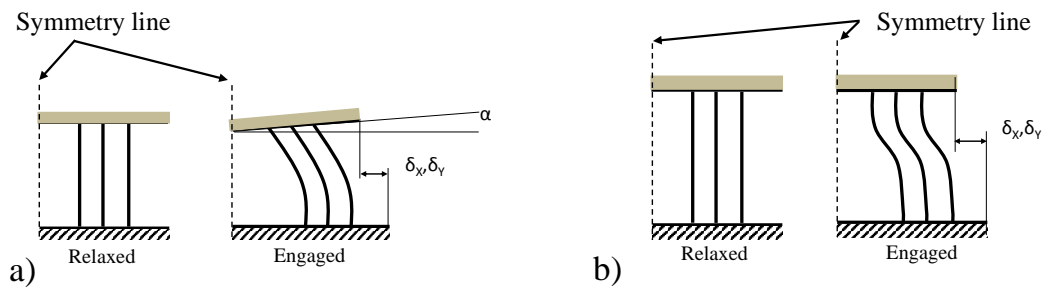 Symmetry line
α
δX,δY
Relaxed
Engaged
a)
Symmetry line
δX,δY
Relaxed
Engaged
b)